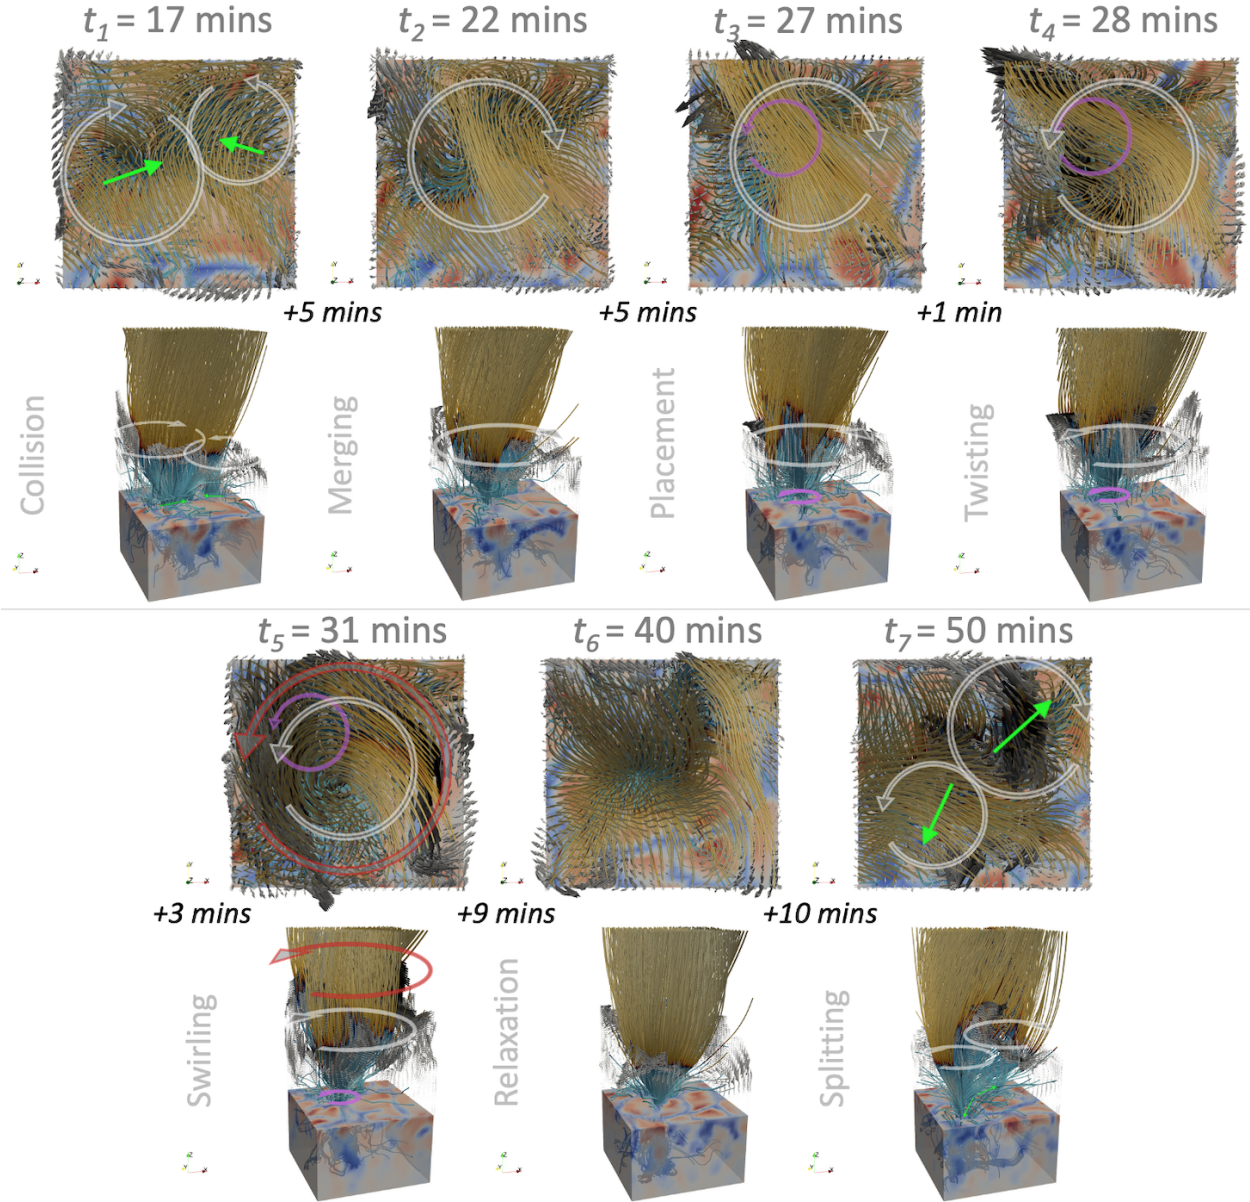 t1 = 17 mins
t2 = 22 mins
t3 = 27 mins
t4 = 28 mins
+5 mins
+5 mins
+1 min
Collision
Merging
Placement
Twisting
t5 = 31 mins
t6 = 40 mins
t7 = 50 mins
+3 mins
+9 mins
+10 mins
Swirling
Relaxation
Splitting